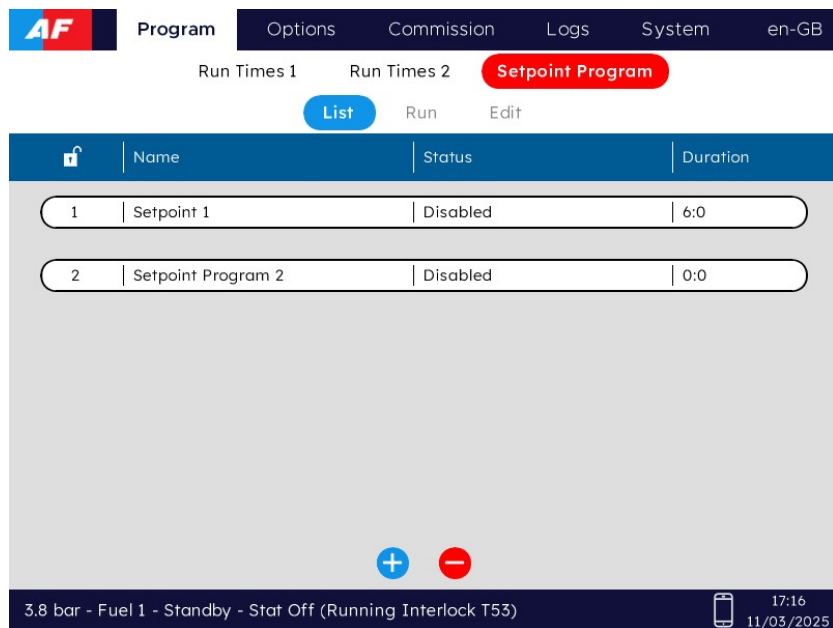 AF Program Options Commission Logs System en-GB
Run Times 1 Run Times 2 Setpoint Program
List Run Edit
Name Status Duration
1 Setpoint 1 Disabled 6:0
2 Setpoint Program 2 Disabled 0:0
3.8 bar - Fuel 1 - Standby - Stat Off (Running Interlock T53) 17:16
11/03/2025